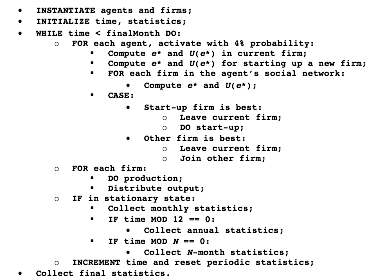 • INSTANTIATE agents and firms;
• INITIALIZE time, statistics;
• WHILE time < finalMonth DO:
o FOR each agent, activate with 4% probability:
▪ Compute e* and U(e*) in current firm;
▪ Compute e* and U(e*) for starting up a new firm;
▪ FOR each firm in the agent's social network:
• Compute e* and U(e*);
▪ CASE:
• Start-up firm is best:
o Leave current firm;
o DO start-up;
• Other firm is best:
o Leave current firm;
o Join other firm;
o FOR each firm:
▪ DO production;
▪ Distribute output;
o IF in stationary state:
▪ Collect monthly statistics;
▪ IF time MOD 12 == 0:
• Collect annual statistics;
▪ IF time MOD N == 0:
• Collect N-month statistics;
o INCREMENT time and reset periodic statistics;
• Collect final statistics.